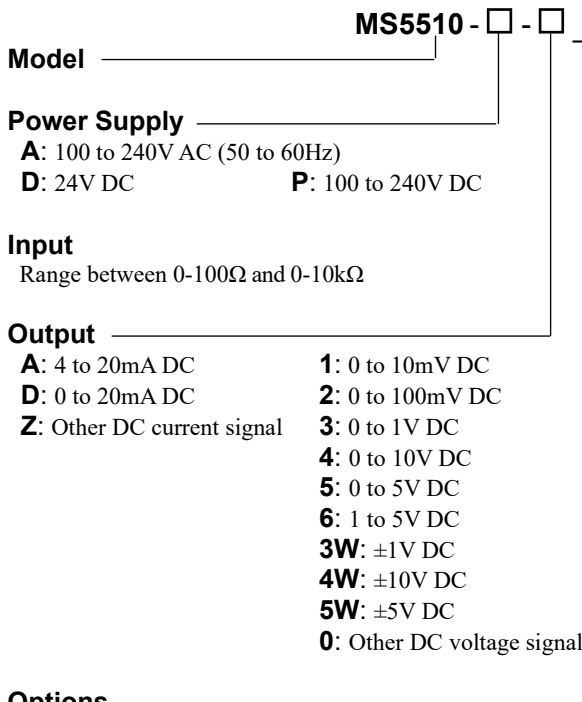 MS5510 - □ - □
Model
Power Supply
A: 100 to 240V AC (50 to 60Hz)
D: 24V DC P: 100 to 240V DC
Input
Range between 0-100Ω and 0-10kΩ
Output
A: 4 to 20mA DC 1: 0 to 10mV DC
D: 0 to 20mA DC 2: 0 to 100mV DC
Z: Other DC current signal 3: 0 to 1V DC
4: 0 to 10V DC
5: 0 to 5V DC
6: 1 to 5V DC
3W: ±1V DC
4W: ±10V DC
5W: ±5V DC
0: Other DC voltage signal
Options